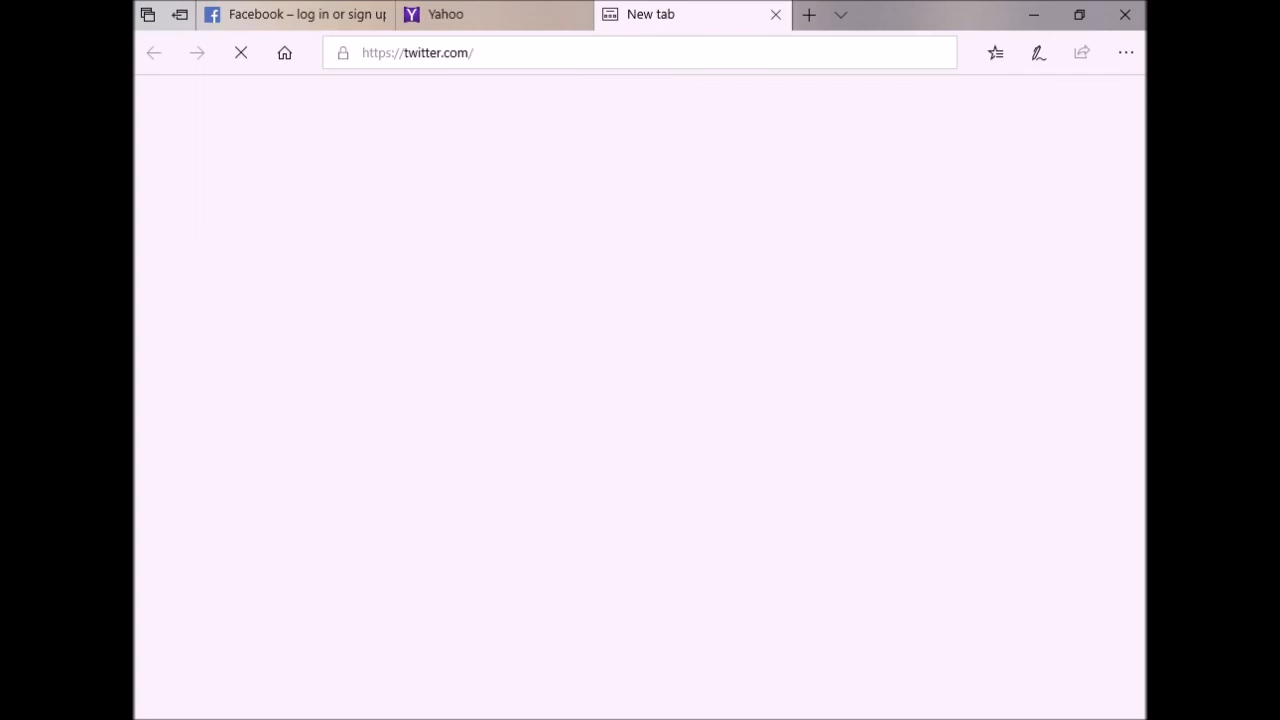 Facebook – log in or sign up
Yahoo
New tab
https://twitter.com/